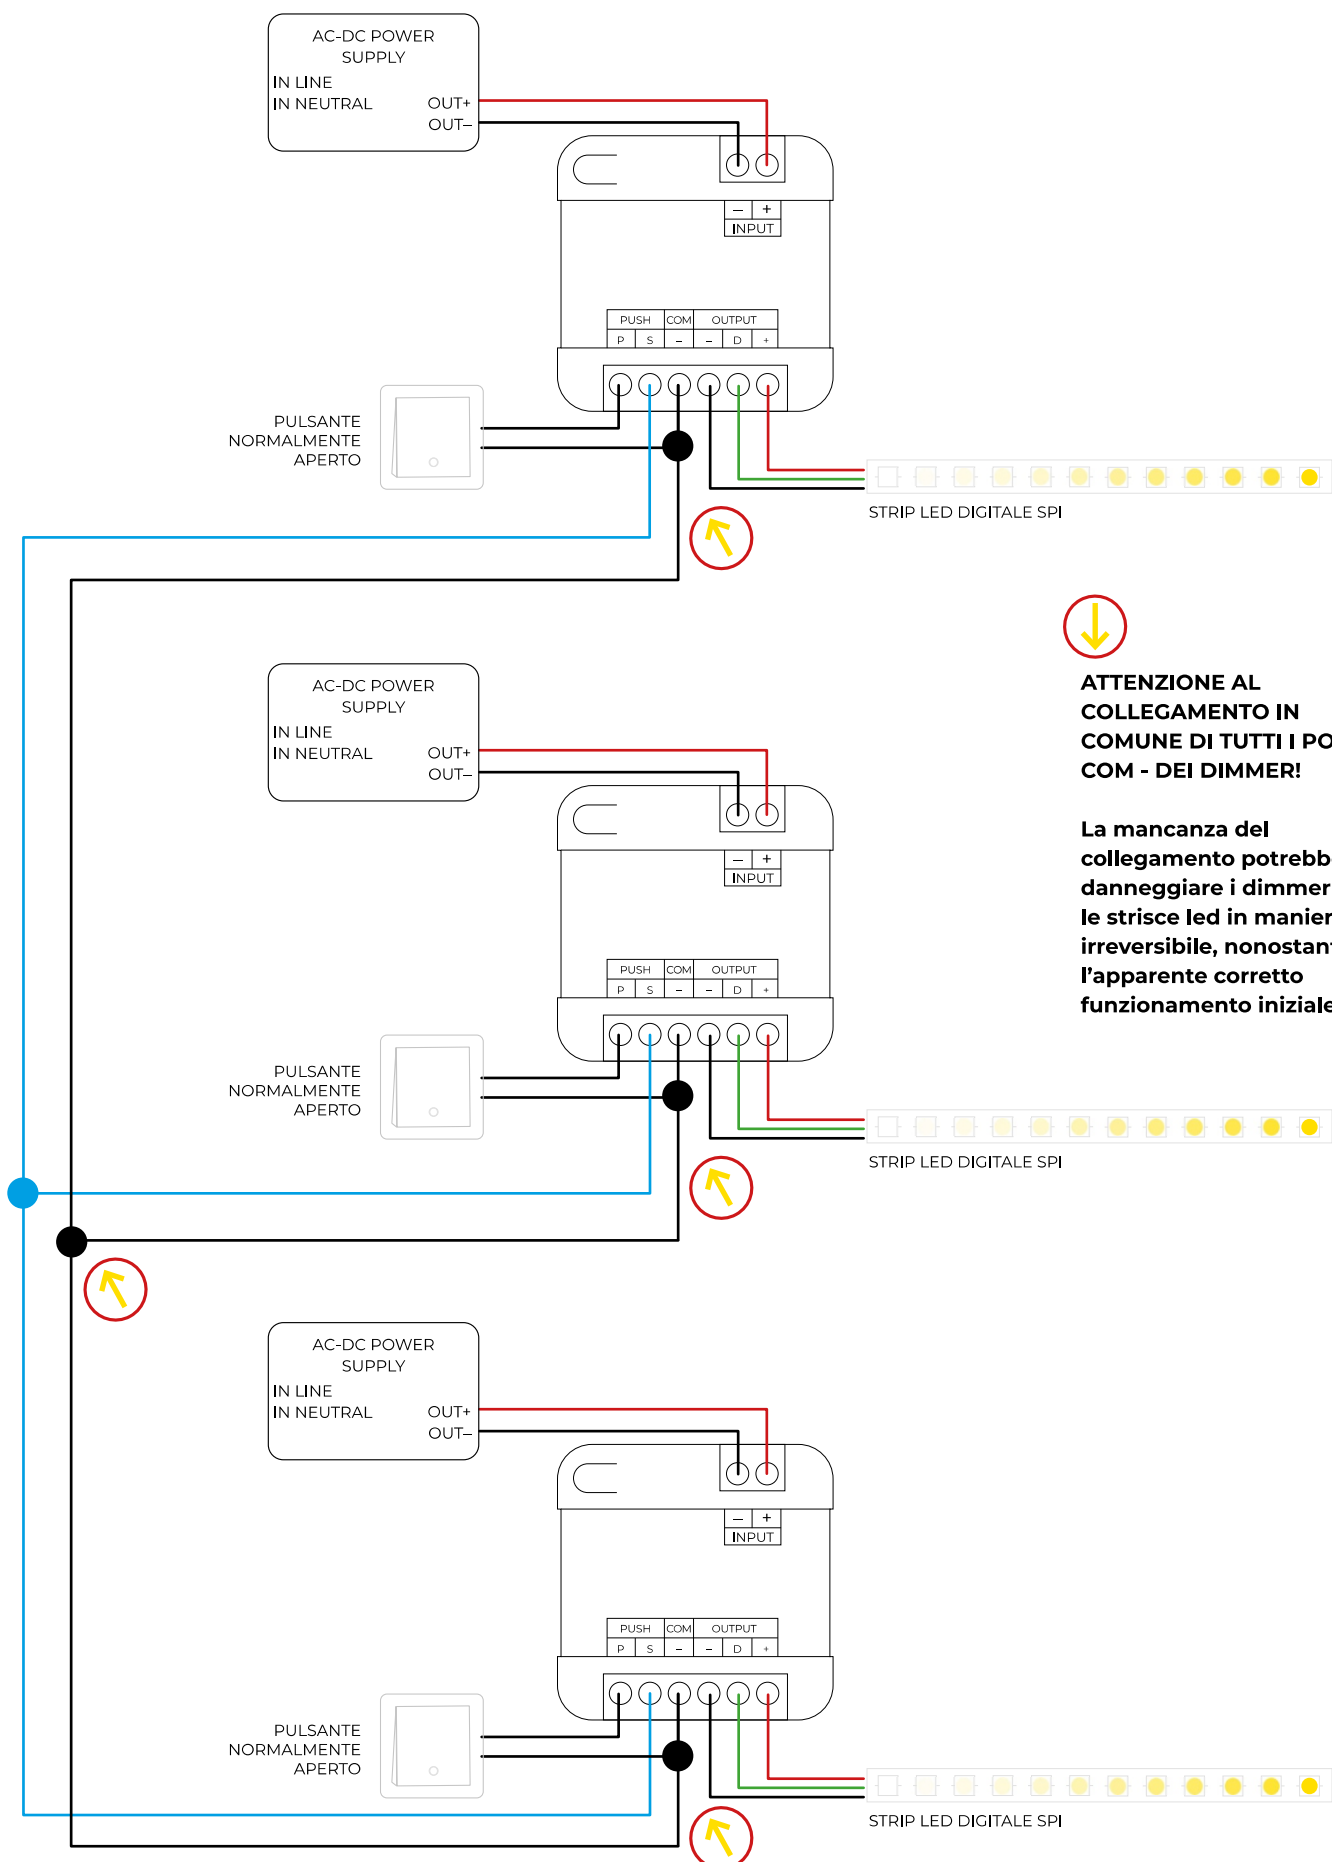 AC-DC POWER
SUPPLY
IN LINE
IN NEUTRAL
OUT+
OUT–
– +
INPUT
PUSH COM OUTPUT
P S – – D +
PULSANTE
NORMALMENTE
APERTO
STRIP LED DIGITALE SPI
ATTENZIONE AL
COLLEGAMENTO IN
COMUNE DI TUTTI I
COM - DEI DIMMER!
La mancanza del
collegamento
danneggiare i dimmer
le strisce led in
irreversibile,
l'apparente corretto
funzionamento
AC-DC POWER
SUPPLY
IN LINE
IN NEUTRAL
OUT+
OUT–
– +
INPUT
PUSH COM OUTPUT
P S – – D +
PULSANTE
NORMALMENTE
APERTO
STRIP LED DIGITALE SPI
AC-DC POWER
SUPPLY
IN LINE
IN NEUTRAL
OUT+
OUT–
– +
INPUT
PUSH COM OUTPUT
P S – – D +
PULSANTE
NORMALMENTE
APERTO
STRIP LED DIGITALE SPI